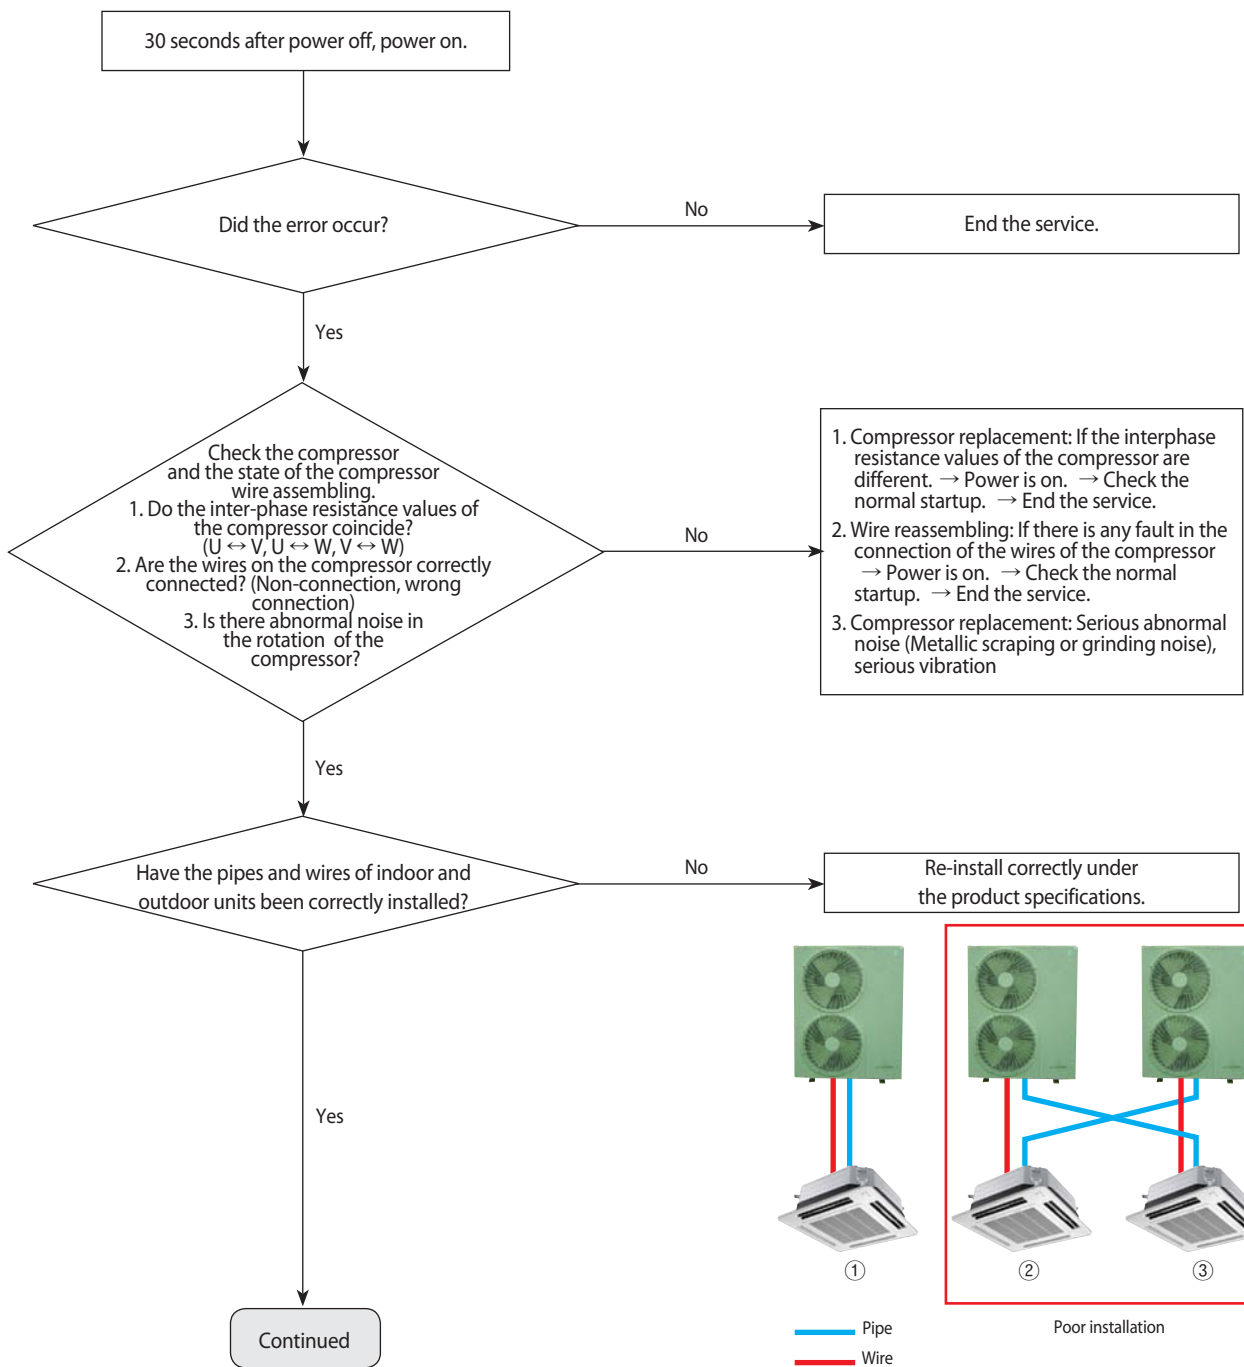 30 seconds after power off, power on.
Did the error occur?
No
End the service.
Yes
Check the compressor
and the state of the compressor
wire assembling.
1. Do the inter-phase resistance values of
the compressor coincide?
(U ↔ V, U ↔ W, V ↔ W)
2. Are the wires on the compressor correctly
connected? (Non-connection, wrong
connection)
3. Is there abnormal noise in
the rotation of the
compressor?
No
1. Compressor replacement: If the interphase
resistance values of the compressor are
different. → Power is on. → Check the
normal startup. → End the service.
2. Wire reassembling: If there is any fault in the
connection of the wires of the compressor
→ Power is on. → Check the normal
startup. → End the service.
3. Compressor replacement: Serious abnormal
noise (Metallic scraping or grinding noise),
serious vibration
Yes
Have the pipes and wires of indoor and
outdoor units been correctly installed?
No
Re-install correctly under
the product specifications.
Yes
① ② ③
Continued
Pipe
Wire
Poor installation